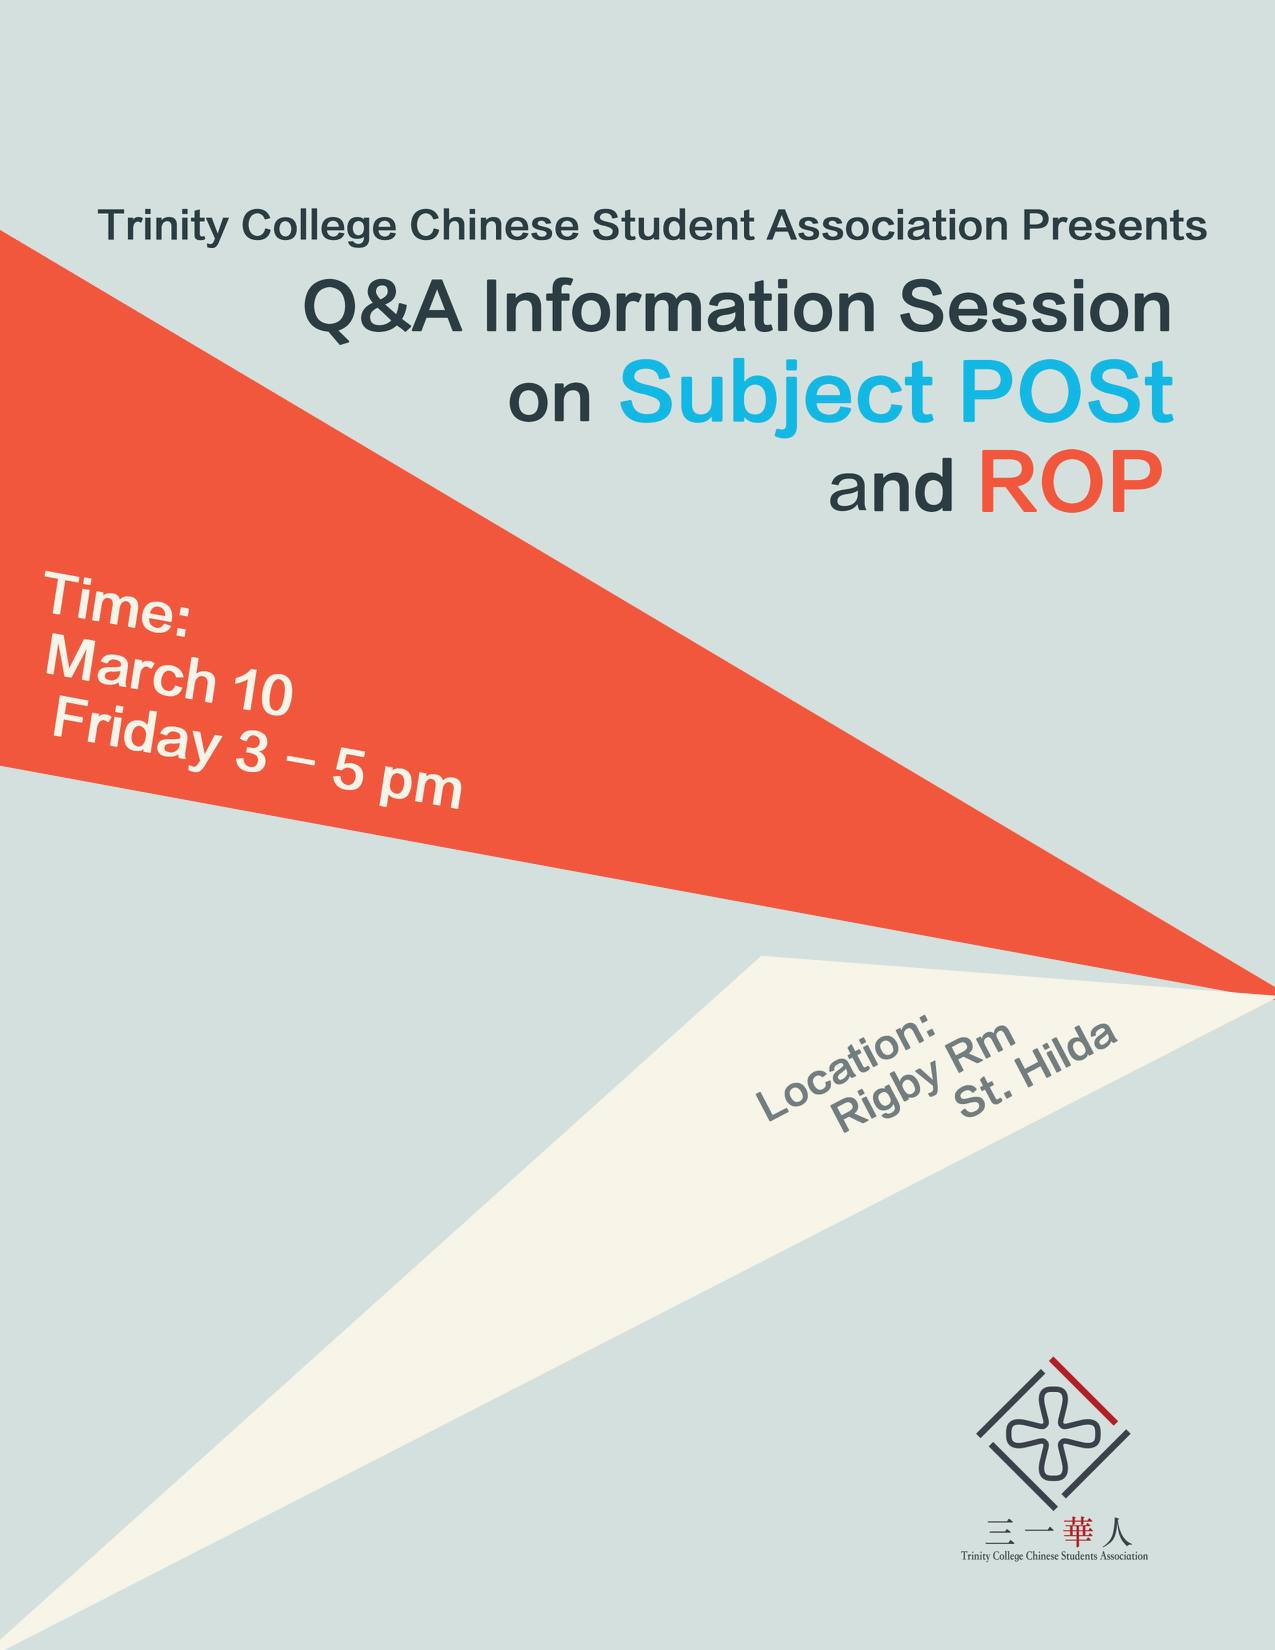 Trinity College Chinese Student Association Presents
Q&A Information Session
on Subject POSt
and ROP
Time:
March 10
Friday 3 – 5 pm
Location:
Rigby Rm
St. Hilda
三一華人
Trinity College Chinese Students Association